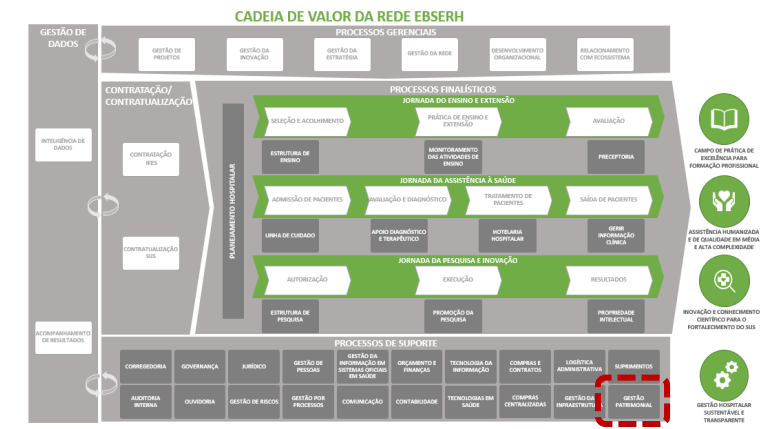 CADEIA DE VALOR DA REDE EBSERH
GESTÃO DE
DADOS
PROCESSOS GERENCIAIS
GESTÃO DE
PROJETOS
GESTÃO DA
INOVAÇÃO
GESTÃO DA
ESTRATÉGIA
GESTÃO DA REDE
DESENVOLVIMENTO
ORGANIZACIONAL
RELACIONAMENTO
COM ECOSSISTEMA
INTELIGÊNCIA DE
DADOS
ACOMPANHAMENTO
DE RESULTADOS
CONTRATAÇÃO/
CONTRATUALIZAÇÃO
CONTRATAÇÃO
IFES
CONTRATUALIZAÇÃO
SUS
PROCESSOS FINALÍSTICOS
PLANEJAMENTO HOSPITALAR
JORNADA DO ENSINO E EXTENSÃO
SELEÇÃO E ACOLHIMENTO
PRÁTICA DE ENSINO E
EXTENSÃO
AVALIAÇÃO
ESTRUTURA DE
ENSINO
MONITORAMENTO
DAS ATIVIDADES DE
ENSINO
PRECEPTORIA
JORNADA DA ASSISTÊNCIA À SAÚDE
ADMISSÃO DE PACIENTES
AVALIAÇÃO E DIAGNÓSTICO
TRATAMENTO DE
PACIENTES
SAÍDA DE PACIENTES
LINHA DE CUIDADO
APOIO DIAGNÓSTICO
E TERAPÊUTICO
HOTELARIA
HOSPITALAR
GERIR
INFORMAÇÃO
CLÍNICA
JORNADA DA PESQUISA E INOVAÇÃO
AUTORIZAÇÃO
EXECUÇÃO
RESULTADOS
ESTRUTURA DE
PESQUISA
PROMOÇÃO DA
PESQUISA
PROPRIEDADE
INTELECTUAL
CAMPO DE PRÁTICA DE
EXCELÊNCIA PARA
FORMAÇÃO PROFISSIONAL
ASSISTÊNCIA HUMANIZADA
E DE QUALIDADE EM MÉDIA
E ALTA COMPLEXIDADE
INOVAÇÃO E CONHECIMENTO
CIENTÍFICO PARA O
FORTALECIMENTO DO SUS
GESTÃO HOSPITALAR
SUSTENTÁVEL E
TRANSPARENTE
PROCESSOS DE SUPORTE
CORREGEDORIA
GOVERNANÇA
JURÍDICO
GESTÃO DE
PESSOAS
GESTÃO DA
INFORMAÇÃO EM
SISTEMAS OFICIAIS
EM SAÚDE
ORÇAMENTO E
FINANÇAS
TECNOLOGIA DA
INFORMAÇÃO
COMPRAS E
CONTRATOS
LOGÍSTICA
ADMINISTRATIVA
SUPRIMENTOS
AUDITORIA
INTERNA
OUVIDORIA
GESTÃO DE RISCOS
GESTÃO POR
PROCESSOS
COMUNICAÇÃO
CONTABILIDADE
TECNOLOGIAS EM
SAÚDE
COMPRAS
CENTRALIZADAS
GESTÃO DA
INFRAESTRUTURA
GESTÃO
PATRIMONIAL